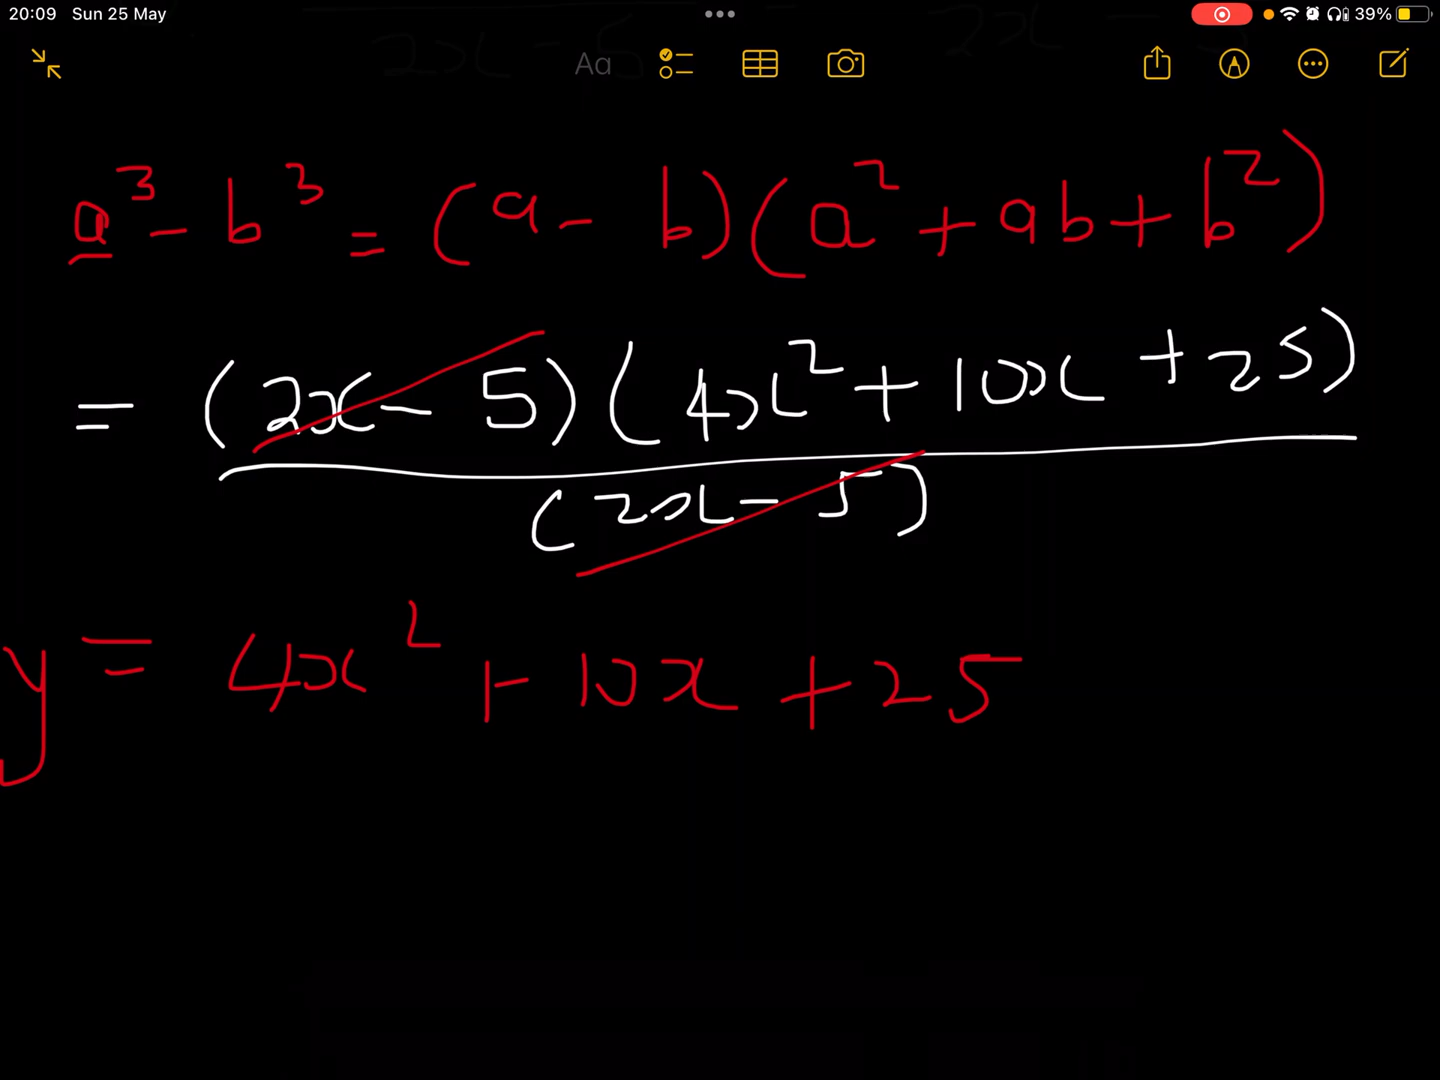 20:09 Sun 25 May 39%
Aa
a³ - b³ = (a - b)(a² + ab + b²)
= (2x - 5)(4x² + 10x + 25)
(2x - 5)
y = 4x² + 10x + 25